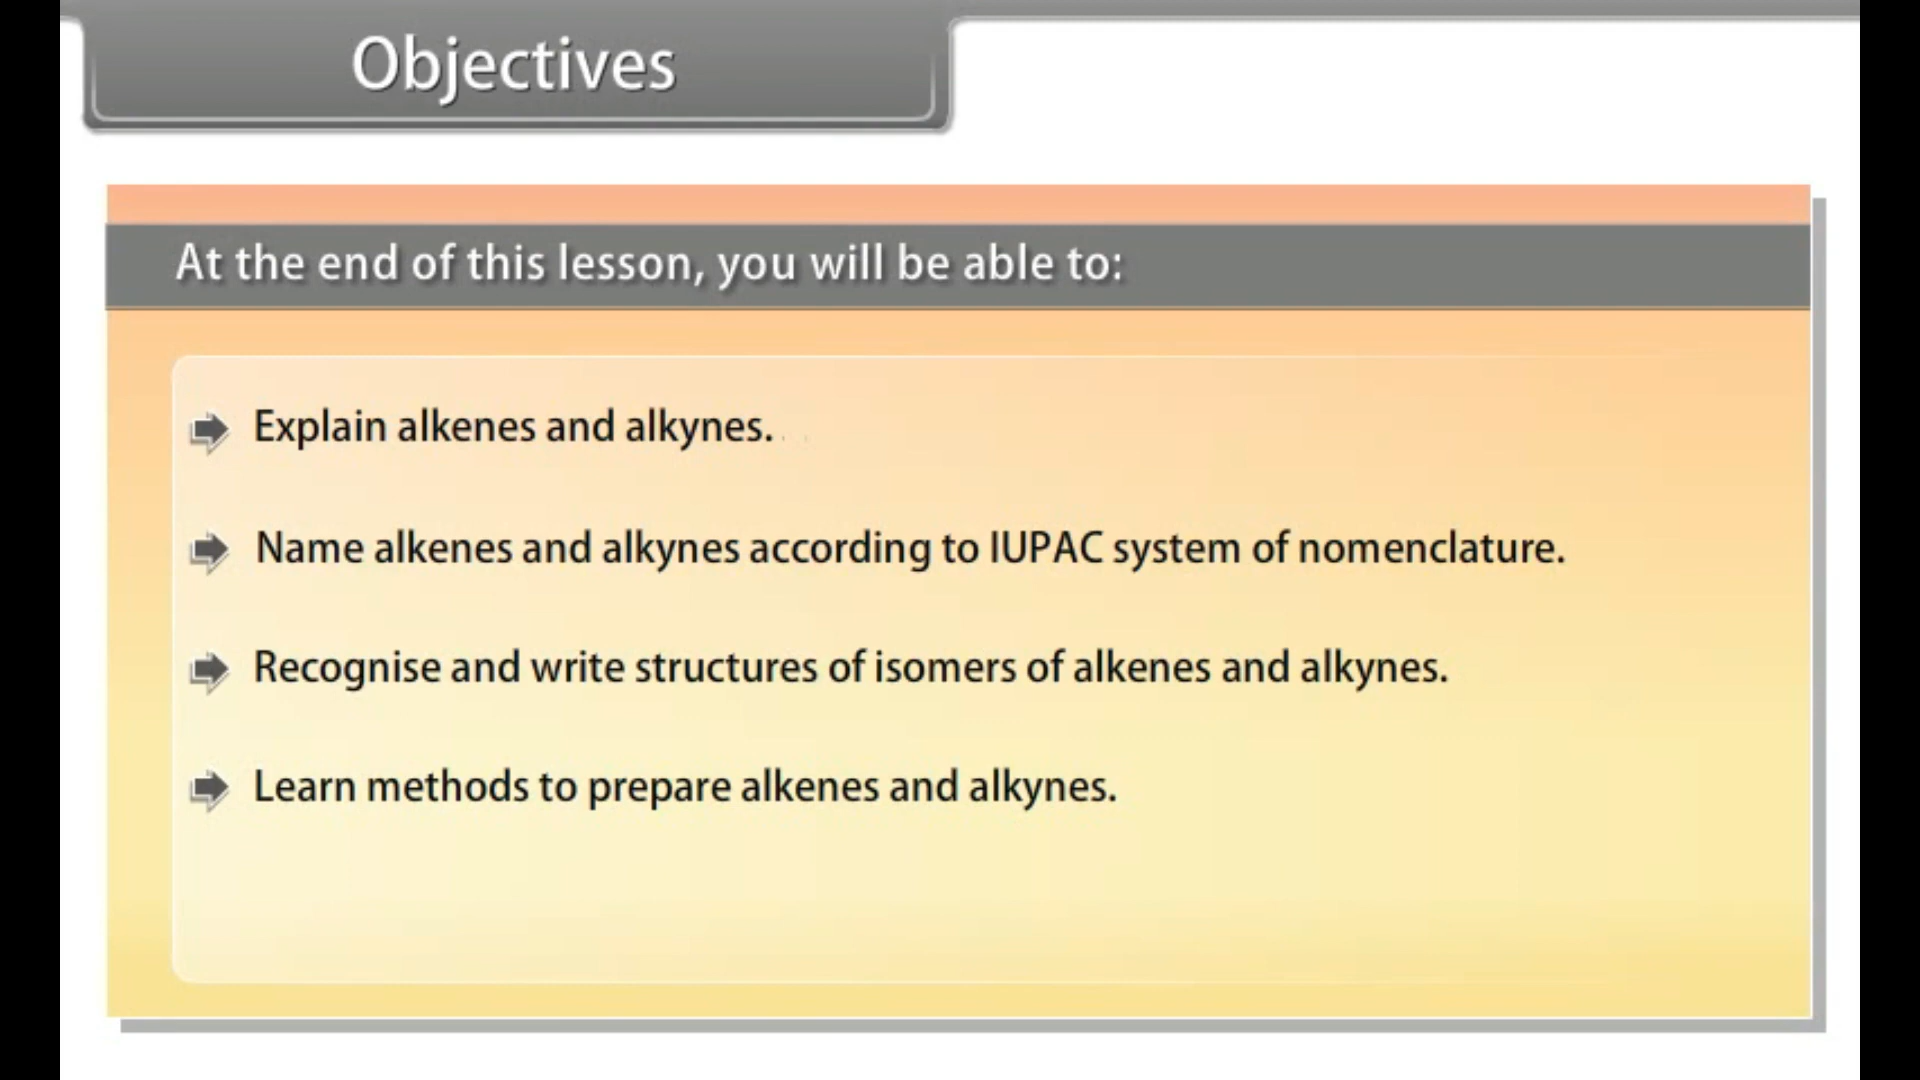 Objectives
At the end of this lesson, you will be able to:
Explain alkenes and alkynes.
Name alkenes and alkynes according to IUPAC system of nomenclature.
Recognise and write structures of isomers of alkenes and alkynes.
Learn methods to prepare alkenes and alkynes.